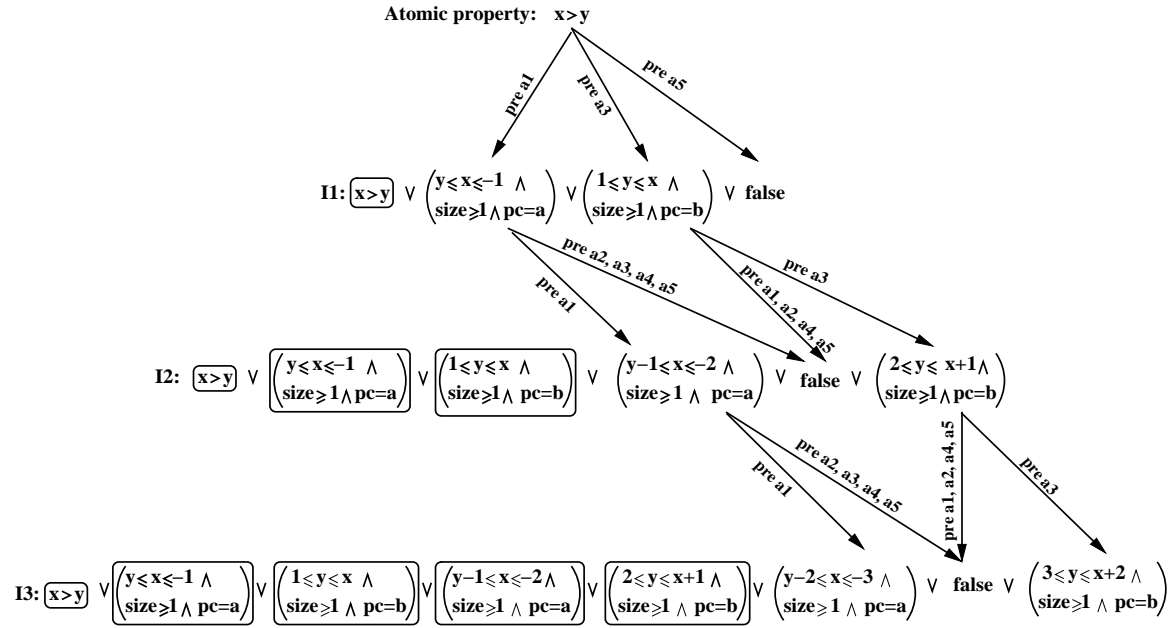 Atomic property: x>y
pre a1
pre a3
pre a5
I1: x>y ∨ (y⩽x⩽−1 ∧ ∨ (1⩽y⩽x ∧ ∨ false
size⩾1∧pc=a) size⩾1∧pc=b)
pre a2, a3, a4, a5
pre a1
pre a1, a2, a4, a5
pre a3
I2: x>y ∨ (y⩽x⩽−1 ∧ ∨ (1⩽y⩽x ∧ ∨ (y−1⩽x⩽−2 ∧ ∨ false ∨ (2⩽y⩽x+1∧
size⩾1∧pc=a) size⩾1∧pc=b) size⩾1 ∧ pc=a) size⩾1∧pc=b)
pre a1
pre a2, a3, a4, a5
pre a1, a2, a4, a5
pre a3
I3: x>y ∨ (y⩽x⩽−1 ∧ ∨ (1⩽y⩽x ∧ ∨ (y−1⩽x⩽−2∧ ∨ (2⩽y⩽x+1 ∧ ∨ (y−2⩽x⩽−3 ∧ ∨ false ∨ (3⩽y⩽x+2 ∧
size⩾1∧pc=a) size⩾1 ∧ pc=b) size⩾1 ∧ pc=a) size⩾1 ∧ pc=b) size⩾1 ∧ pc=a) size⩾1 ∧ pc=b)